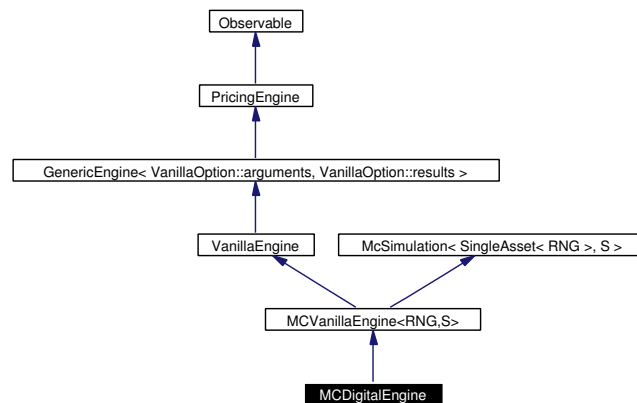 Observable
PricingEngine
GenericEngine< VanillaOption::arguments, VanillaOption::results >
VanillaEngine
McSimulation< SingleAsset< RNG >, S >
MCVanillaEngine<RNG,S>
MCDigitalEngine